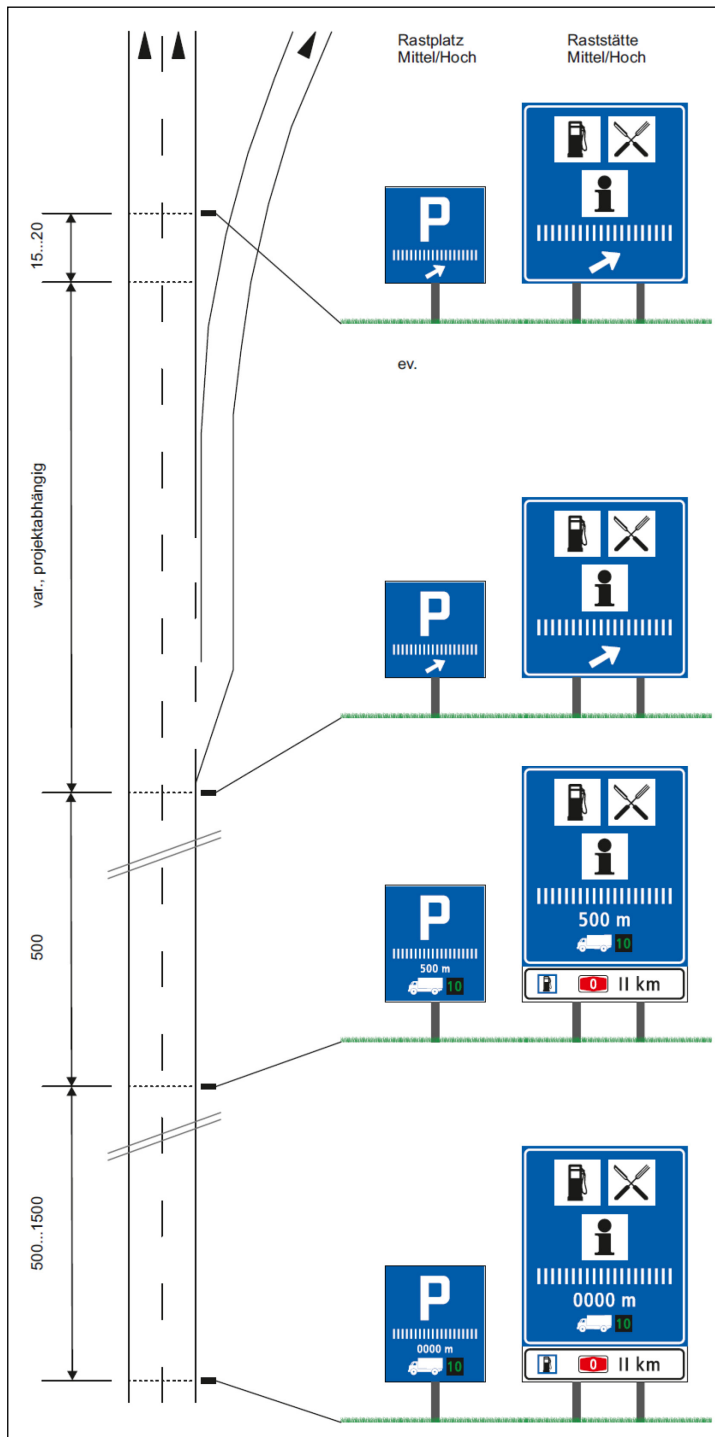 Rastplatz
Mittel/Hoch
Raststätte
Mittel/Hoch
15...20
P
ev.
var., projektabhängig
P
500
P
500 m
10
500 m
10
0 II km
500...1500
P
0000 m
10
0000 m
10
0 II km